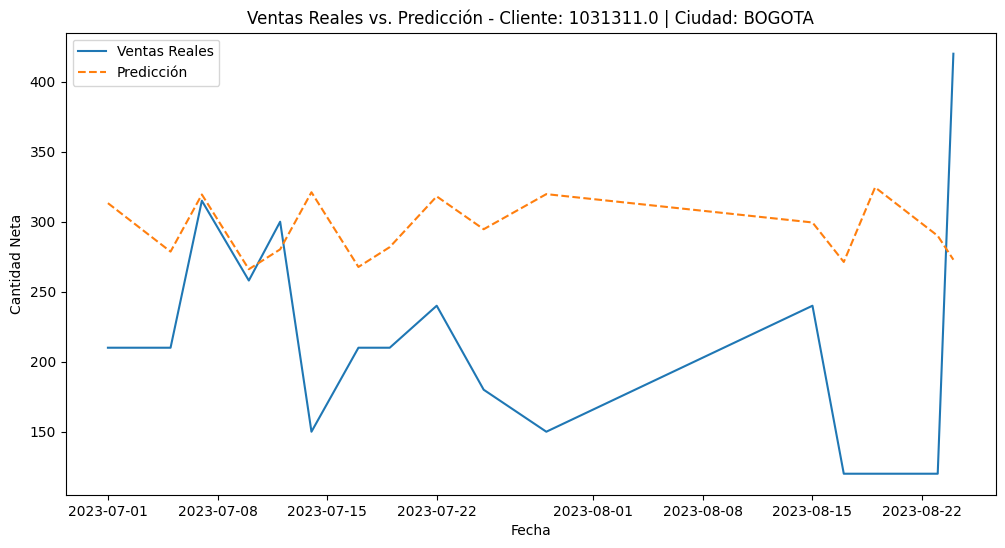 Ventas Reales vs. Predicción - Cliente: 1031311.0 | Ciudad: BOGOTA
Ventas Reales
Predicción
Cantidad Neta
400
350
300
250
200
150
2023-07-01
2023-07-08
2023-07-15
2023-07-22
2023-08-01
2023-08-08
2023-08-15
2023-08-22
Fecha